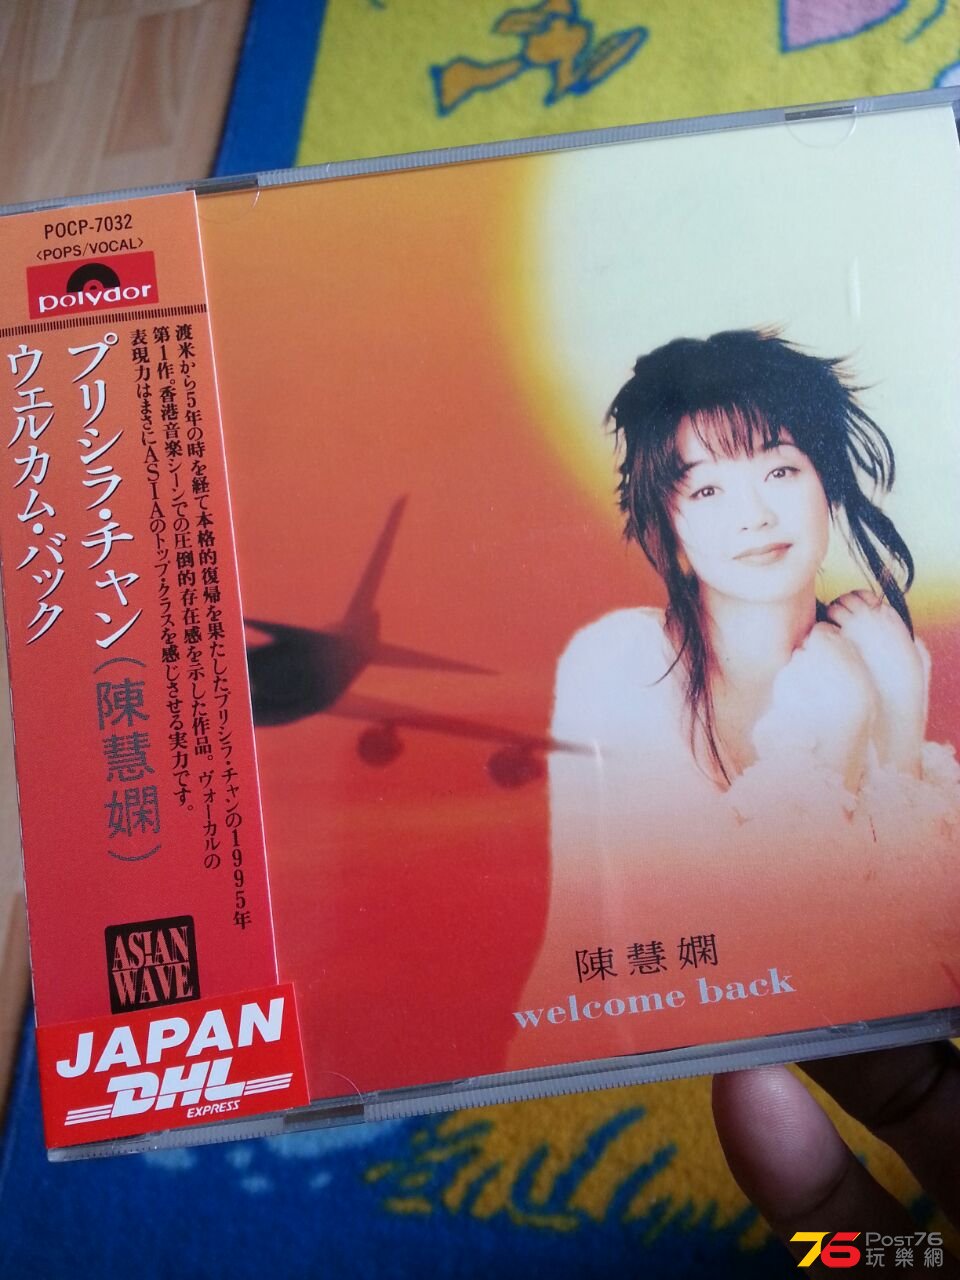 POCP-7032
〈POPS/VOCAL〉
polydor
渡米から5年の時を経て本格的復帰を果たしたプリシラ・チャンの1995年
第1作。香港音楽シーンでの圧倒的存在感を示した作品。ヴォーカルの
表現力はまさにASIAのトップ・クラスを感じさせる実力です。
プリシラ・チャン(陳慧嫻)
ウェルカム・バック
ASIAN
WAVE
JAPAN
DHL
EXPRESS
陳慧嫻
welcome back
76 POST76
玩樂網